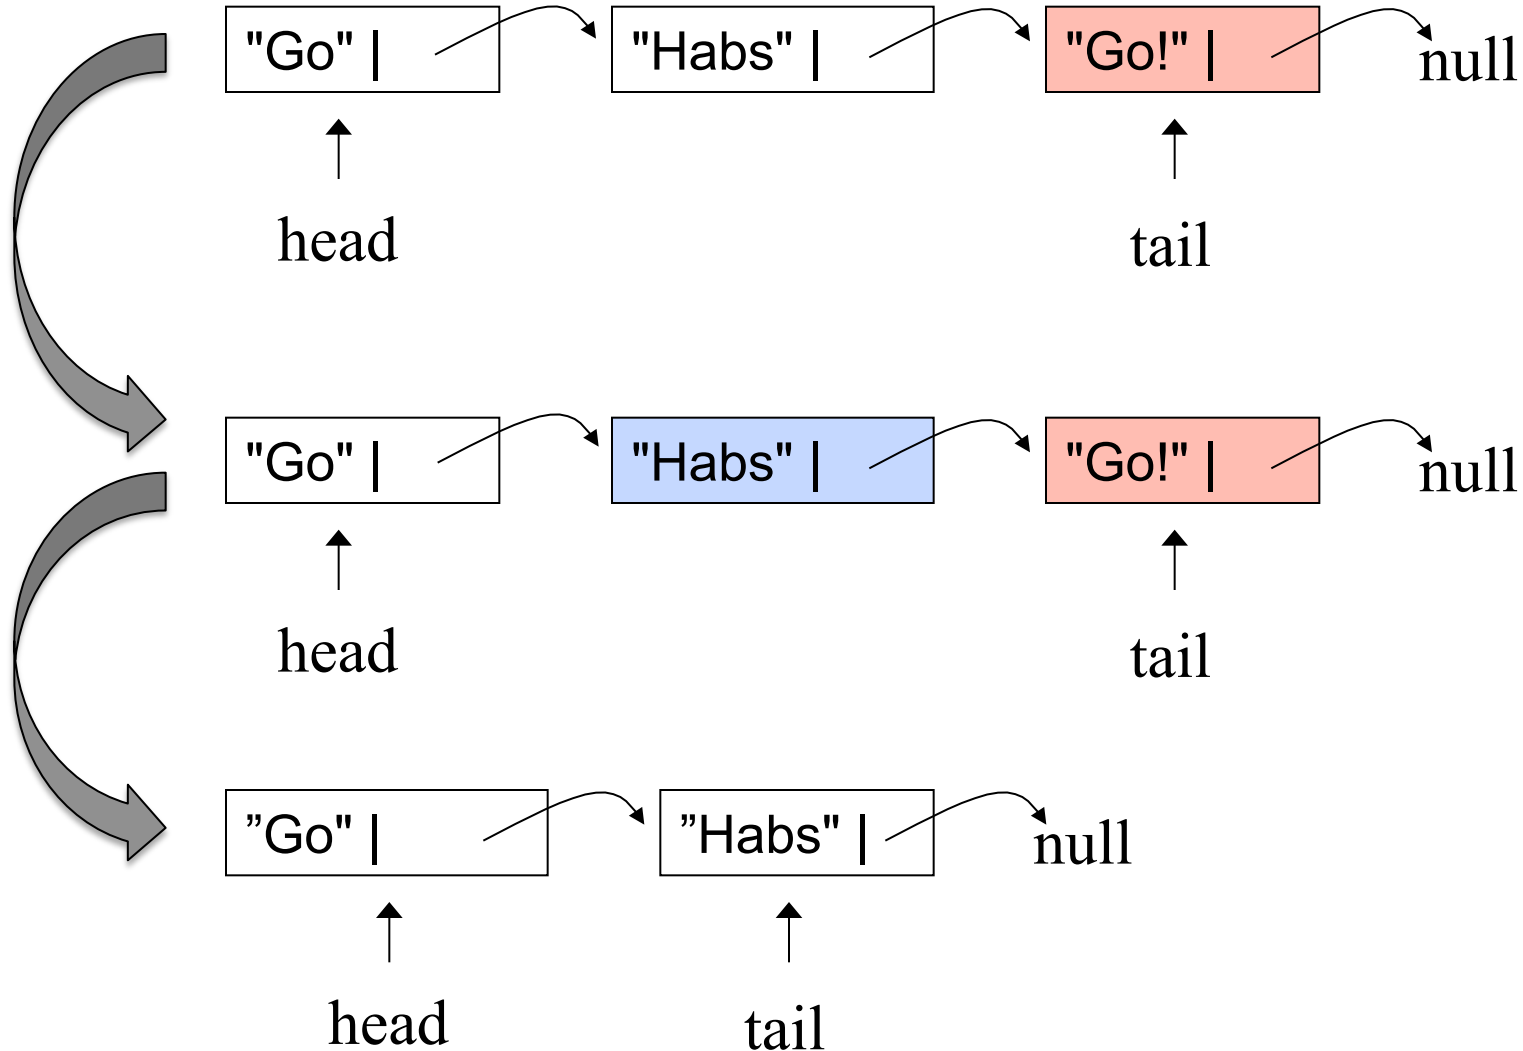 "Go" | "Habs" | "Go!" | null
head tail
"Go" | "Habs" | "Go!" | null
head tail
”Go" | ”Habs" | null
head tail